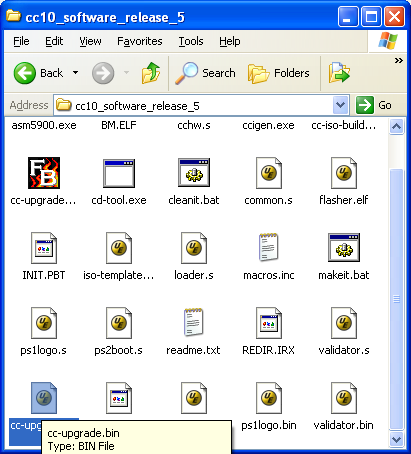 cc10_software_release_5
File Edit View Favorites Tools Help
Back Search Folders
Address cc10_software_release_5 Go
asm5900.exe BM.ELF cchw.s ccigen.exe cc-iso-build...
FB
cc-upgrade... cd-tool.exe cleanit.bat common.s flasher.elf
INIT.PBT iso-template... loader.s macros.inc makeit.bat
ps1logo.s ps2boot.s readme.txt REDIR.IRX validator.s
cc-upg ps1logo.bin validator.bin
cc-upgrade.bin
Type: BIN File